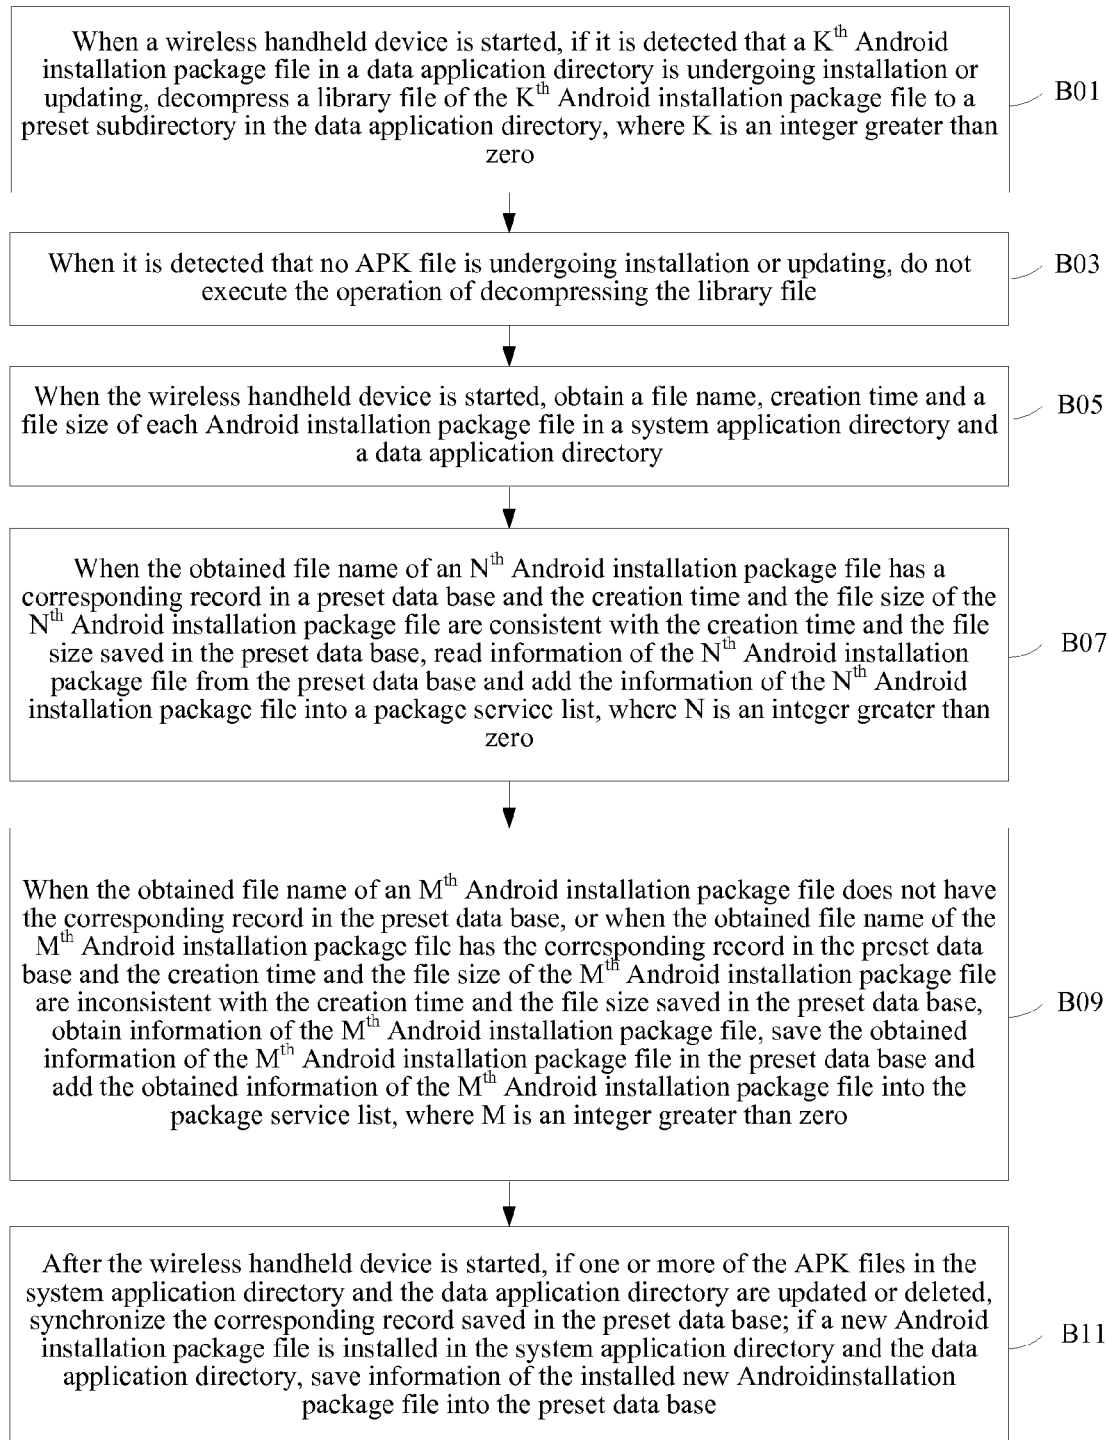 When a wireless handheld device is started, if it is detected that a Kth Android
installation package file in a data application directory is undergoing installation or
updating, decompress a library file of the Kth Android installation package file to a
preset subdirectory in the data application directory, where K is an integer greater than
zero
B01
When it is detected that no APK file is undergoing installation or updating, do not
execute the operation of decompressing the library file
B03
When the wireless handheld device is started, obtain a file name, creation time and a
file size of each Android installation package file in a system application directory and
a data application directory
B05
When the obtained file name of an Nth Android installation package file has a
corresponding record in a preset data base and the creation time and the file size of the
Nth Android installation package file are consistent with the creation time and the file
size saved in the preset data base, read information of the Nth Android installation
package file from the preset data base and add the information of the Nth Android
installation package file into a package service list, where N is an integer greater than
zero
B07
When the obtained file name of an Mth Android installation package file does not have
the corresponding record in the preset data base, or when the obtained file name of the
Mth Android installation package file has the corresponding record in the preset data
base and the creation time and the file size of the Mth Android installation package file
are inconsistent with the creation time and the file size saved in the preset data base,
obtain information of the Mth Android installation package file, save the obtained
information of the Mth Android installation package file in the preset data base and
add the obtained information of the Mth Android installation package file into the
package service list, where M is an integer greater than zero
B09
After the wireless handheld device is started, if one or more of the APK files in the
system application directory and the data application directory are updated or deleted,
synchronize the corresponding record saved in the preset data base; if a new Android
installation package file is installed in the system application directory and the data
application directory, save information of the installed new Androidinstallation
package file into the preset data base
B11